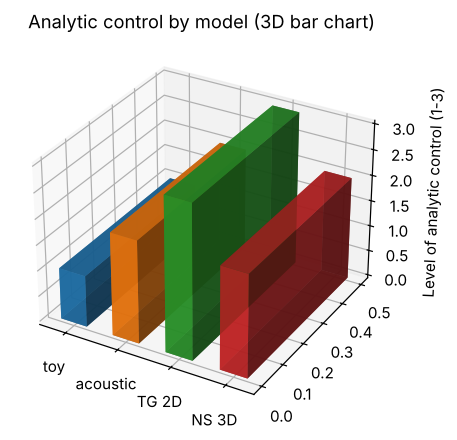 Analytic control by model (3D bar chart)
3.0
2.5
2.0
1.5
1.0
0.5
0.0
Level of analytic control (1-3)
0.5
0.4
0.3
0.2
0.1
0.0
toy
acoustic
TG 2D
NS 3D